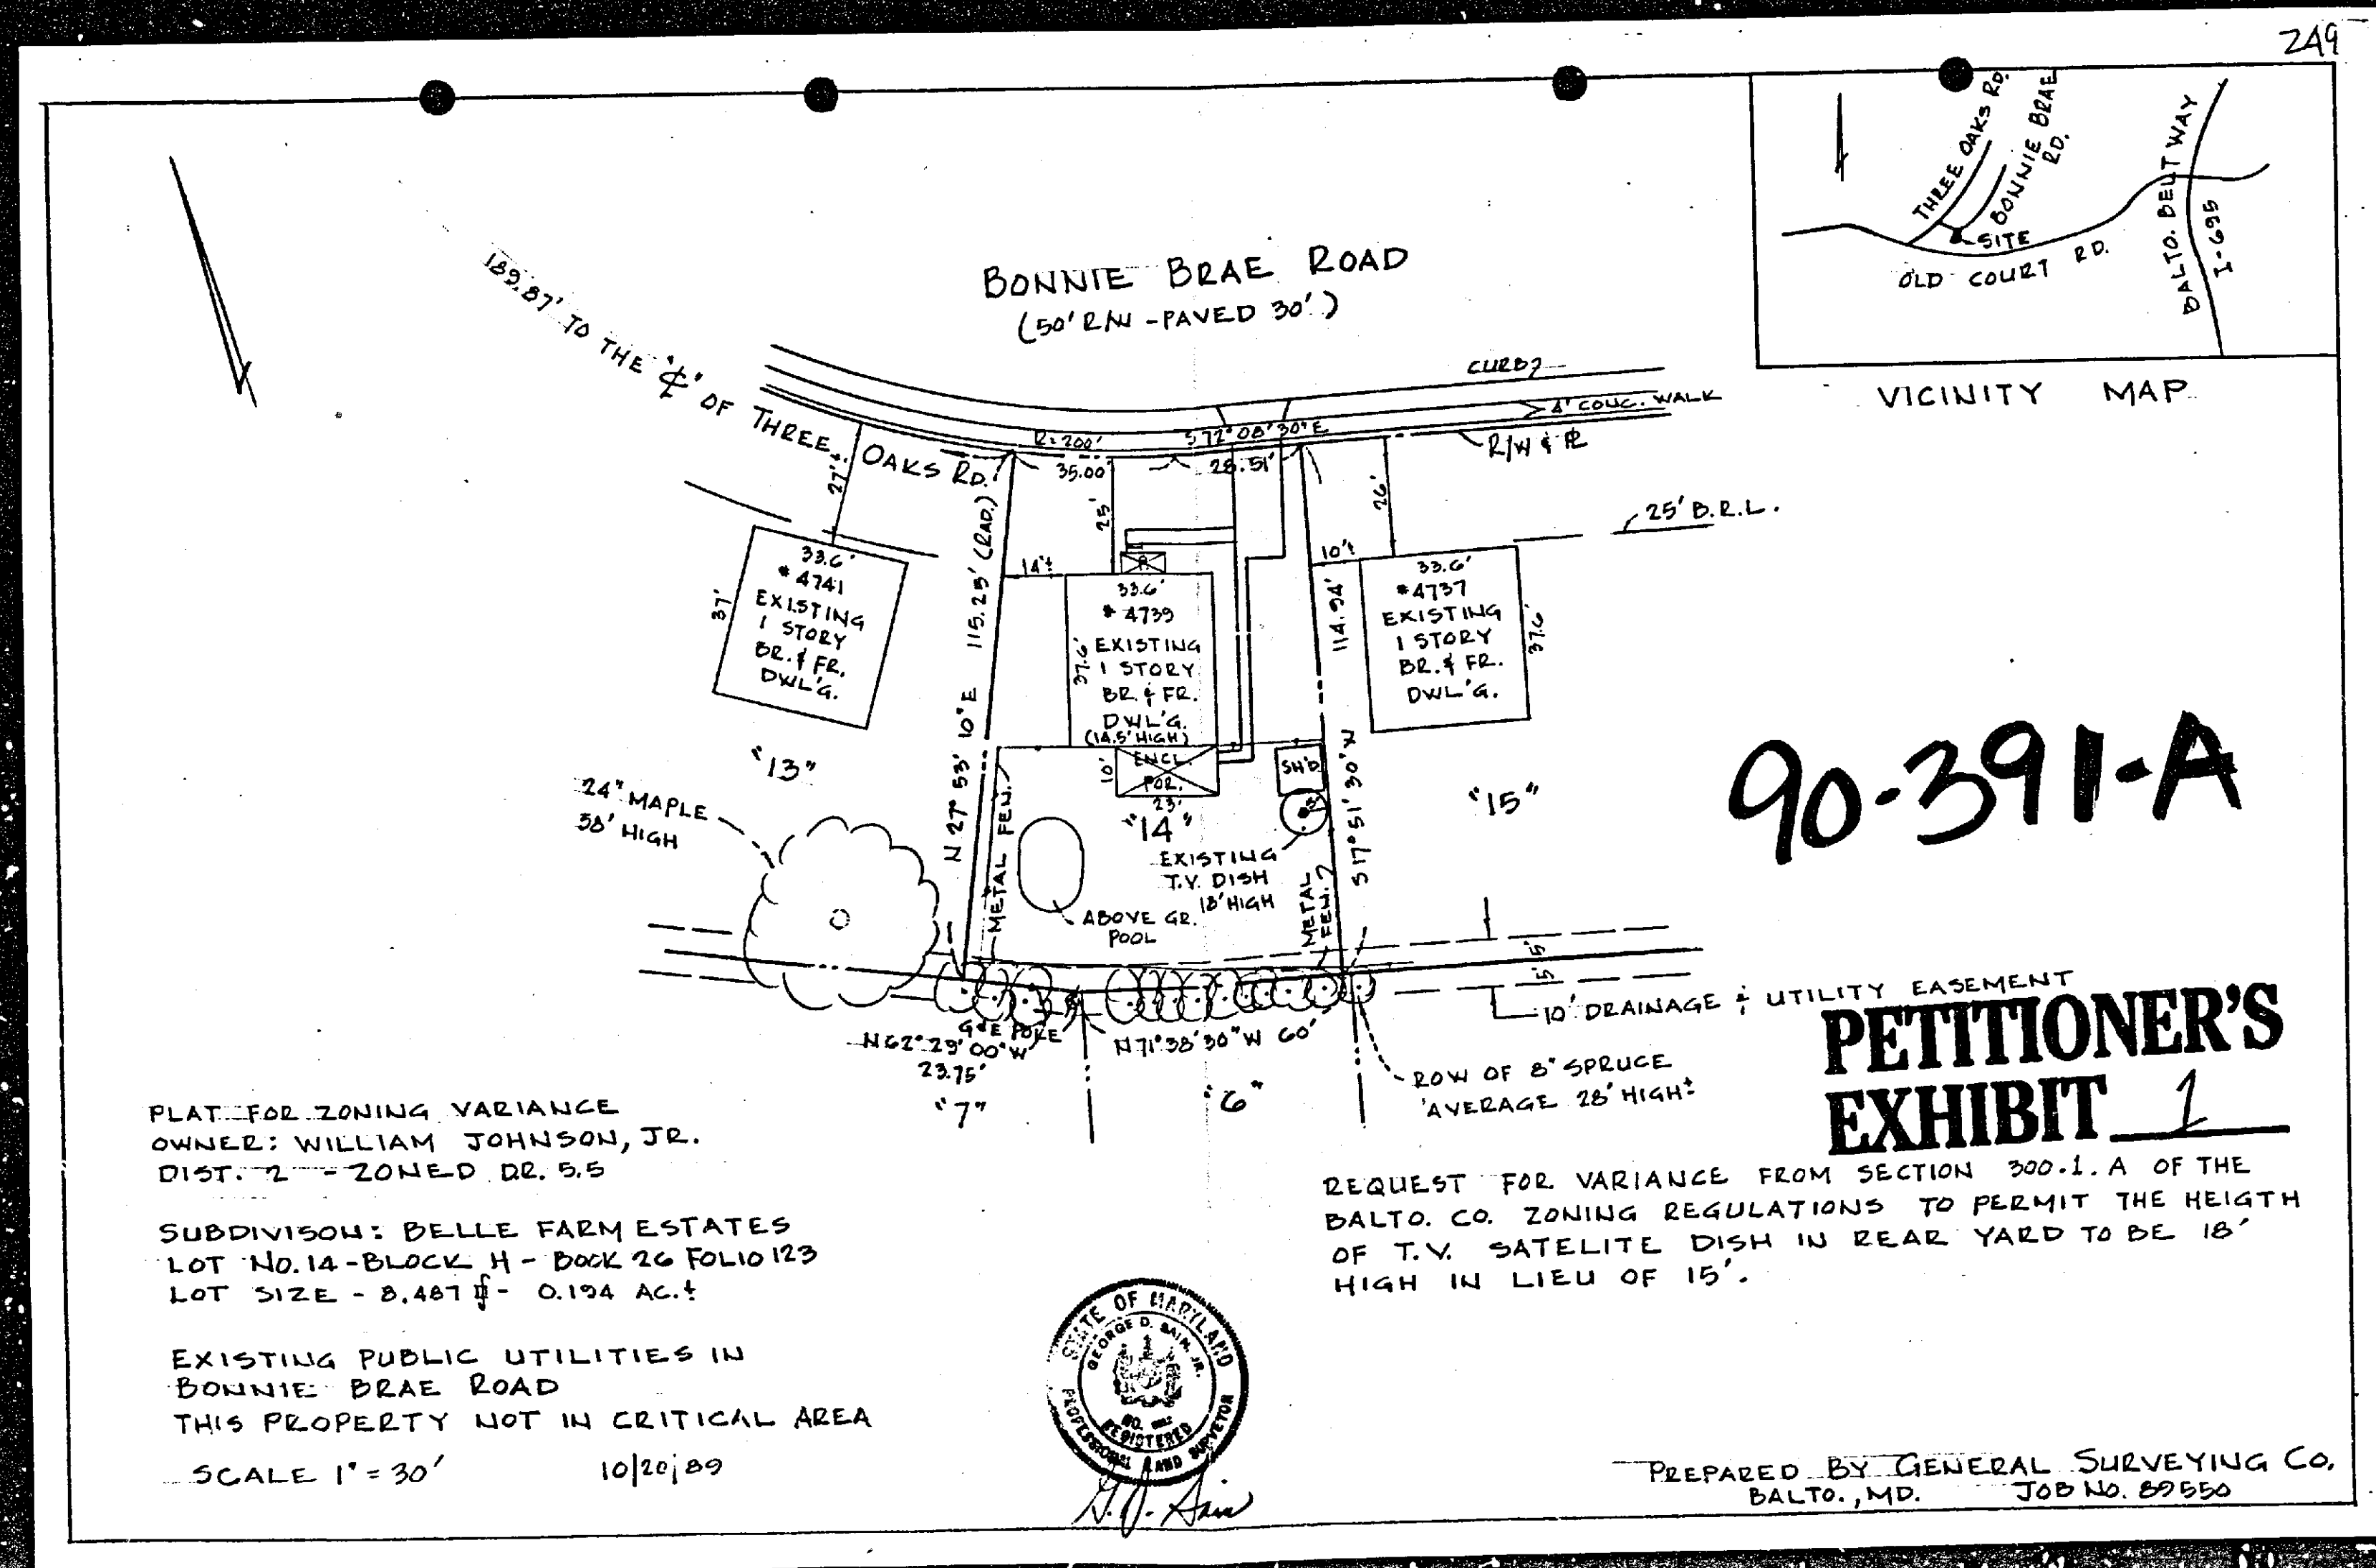 249
THREE OAKS RD.
BONNIE BRAE
RD.
BALTO. BELTWAY
I-695
SITE
OLD COURT RD.
VICINITY MAP
189.87' TO THE "℄" OF THREE OAKS RD.
BONNIE BRAE ROAD
(50' R/W - PAVED 30')
CURB
4' CONC. WALK
R/W & ℄
R=200'
35.00
S 72° 08' 30" E
28.51'
27'±
25'
26'
25' B.R.L.
14'±
10'±
N 27° 53' 10" E 115.25' (RAD.)
114.94'
S 17° 51' 30" W
33.6'
# 4741
EXISTING
1 STORY
BR. & FR.
DWL'G.
37'
33.6'
# 4739
EXISTING
1 STORY
BR. & FR.
DWL'G.
(14.5' HIGH)
37.6'
33.6'
#4737
EXISTING
1 STORY
BR. & FR.
DWL'G.
37.6'
ENCL.
POR.
10'
23'
SH'D
"13"
"14"
"15"
90-391-A
24" MAPLE
38' HIGH
METAL FEN.
EXISTING
T.V. DISH
18' HIGH
ABOVE GR.
POOL
METAL
FEN.
5'
5'
10' DRAINAGE & UTILITY EASEMENT
G&E POLE
N 62° 29' 00" W
23.75'
N 71° 38' 30" W 60'
"7"
"6"
ROW OF 8" SPRUCE
AVERAGE 28' HIGH±
PETITIONER'S
EXHIBIT 1
PLAT FOR ZONING VARIANCE
OWNER: WILLIAM JOHNSON, JR.
DIST. 2 - ZONED D.R. 5.5
SUBDIVISON: BELLE FARM ESTATES
LOT NO. 14 - BLOCK H - BOOK 26 FOLIO 123
LOT SIZE - 8,487 ⌗ - 0.194 AC.±
EXISTING PUBLIC UTILITIES IN
BONNIE BRAE ROAD
THIS PROPERTY NOT IN CRITICAL AREA
SCALE 1" = 30' 10/20/89
REQUEST FOR VARIANCE FROM SECTION 300.1.A OF THE
BALTO. CO. ZONING REGULATIONS TO PERMIT THE HEIGTH
OF T.V. SATELITE DISH IN REAR YARD TO BE 18'
HIGH IN LIEU OF 15'.
STATE OF MARYLAND
GEORGE D. SAIN, JR.
REGISTERED
PROFESSIONAL LAND SURVEYOR
G.D. Sain
PREPARED BY GENERAL SURVEYING CO.
BALTO., MD. JOB NO. 89550